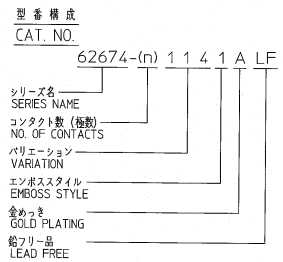 型番構成
CAT. NO.
62674-(n) 1 1 4 1 A LF
シリーズ名
SERIES NAME
コンタクト数 (極数)
NO. OF CONTACTS
バリエーション
VARIATION
エンボススタイル
EMBOSS STYLE
金めっき
GOLD PLATING
鉛フリー品
LEAD FREE